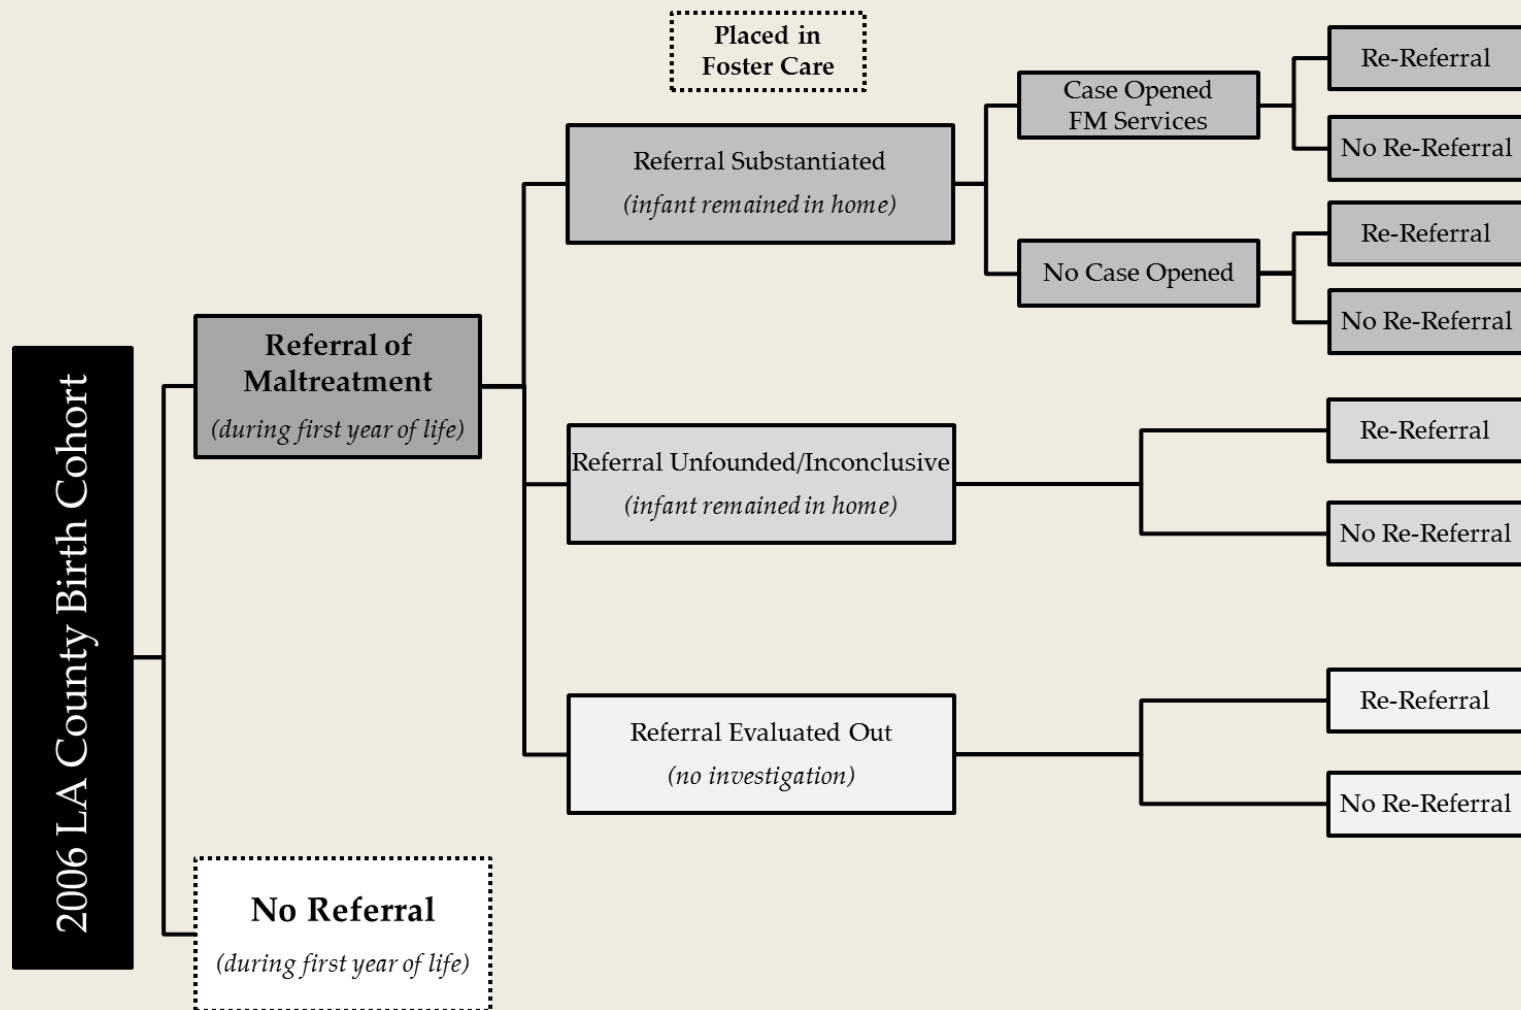 2006 LA County Birth Cohort
Referral of
Maltreatment
(during first year of life)
No Referral
(during first year of life)
Placed in
Foster Care
Referral Substantiated
(infant remained in home)
Referral Unfounded/Inconclusive
(infant remained in home)
Referral Evaluated Out
(no investigation)
Case Opened
FM Services
No Case Opened
Re-Referral
No Re-Referral
Re-Referral
No Re-Referral
Re-Referral
No Re-Referral
Re-Referral
No Re-Referral